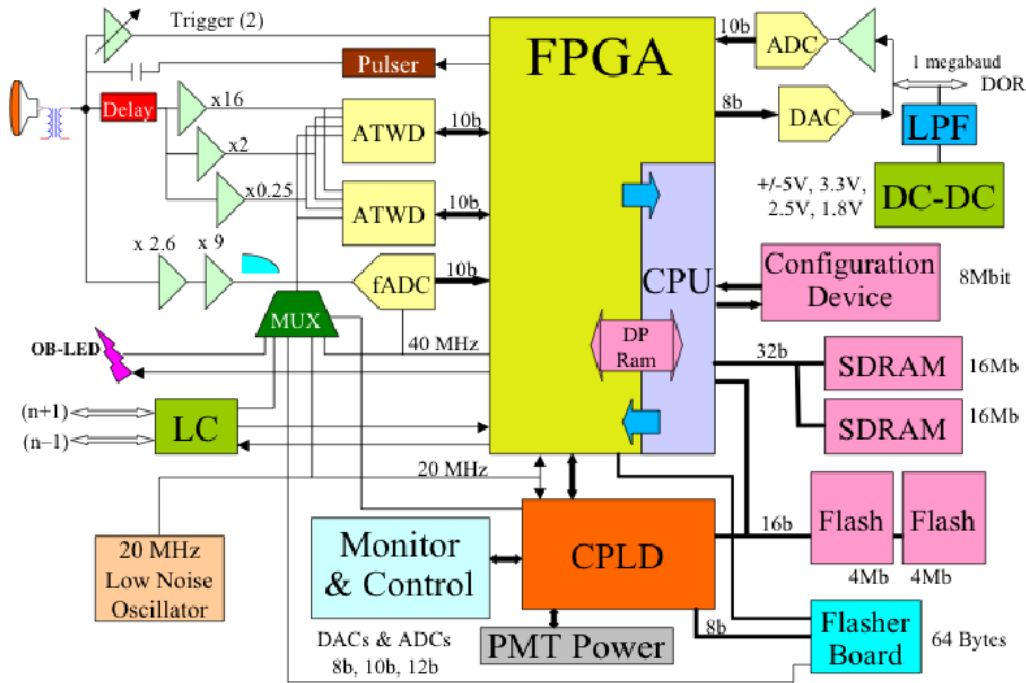 Trigger (2)
FPGA
10b
ADC
1 megabaud
DOR
Pulser
8b
DAC
LPF
Delay
x16
ATWD
10b
x2
x0.25
ATWD
10b
+/-5V, 3.3V,
2.5V, 1.8V
DC-DC
x 2.6
x 9
fADC
10b
CPU
Configuration
Device
8Mbit
MUX
OB-LED
40 MHz
DP
Ram
32b
SDRAM
16Mb
(n+1)
(n−1)
LC
SDRAM
16Mb
20 MHz
20 MHz
Low Noise
Oscillator
Monitor
& Control
CPLD
16b
Flash
Flash
4Mb
4Mb
DACs & ADCs
8b, 10b, 12b
PMT Power
8b
Flasher
Board
64 Bytes